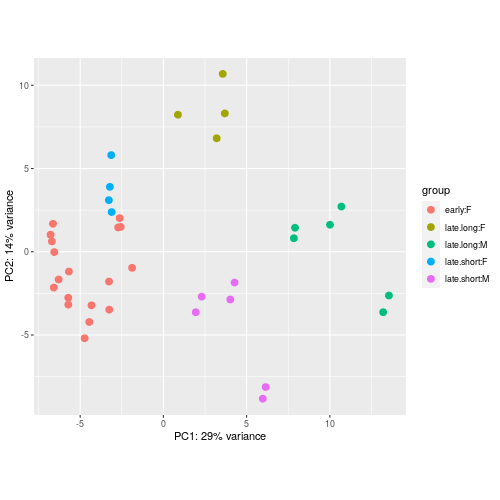 10
5
0
-5
-5
0
5
10
PC1: 29% variance
PC2: 14% variance
group
early:F
late.long:F
late.long:M
late.short:F
late.short:M